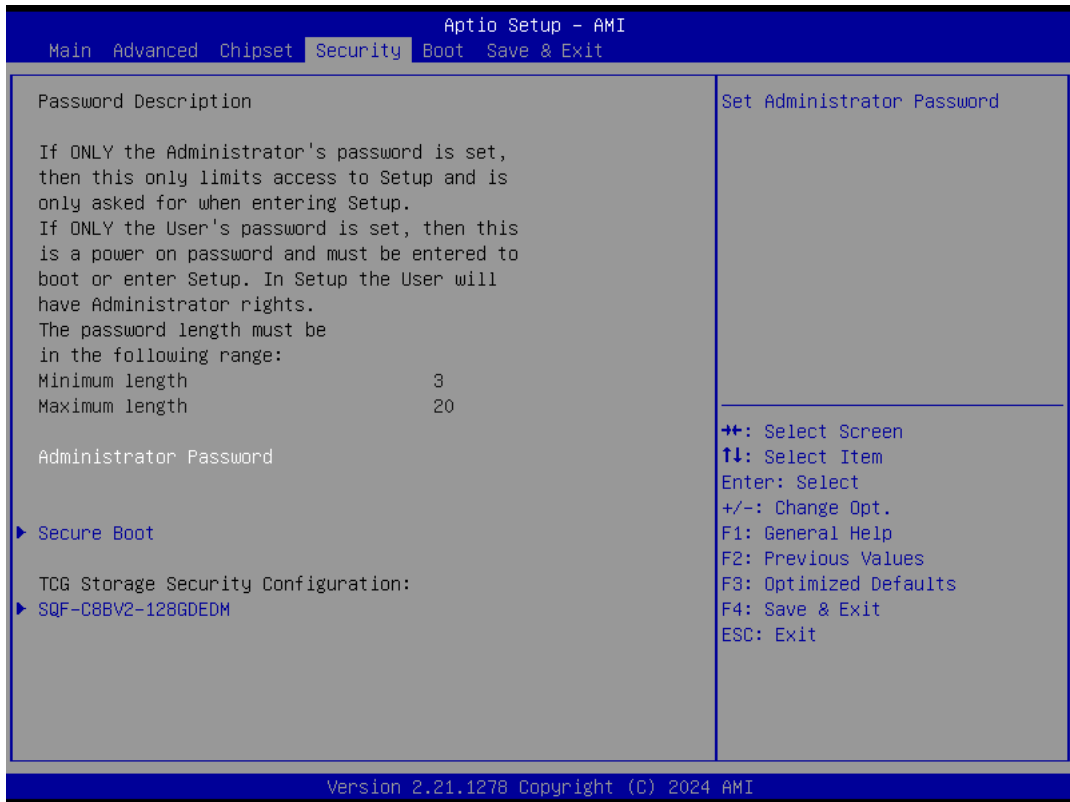 Aptio Setup – AMI
Main Advanced Chipset Security Boot Save & Exit
Password Description
If ONLY the Administrator's password is set,
then this only limits access to Setup and is
only asked for when entering Setup.
If ONLY the User's password is set, then this
is a power on password and must be entered to
boot or enter Setup. In Setup the User will
have Administrator rights.
The password length must be
in the following range:
Minimum length 3
Maximum length 20
Administrator Password
Secure Boot
TCG Storage Security Configuration:
SQF-C8BV2-128GDEDM
Set Administrator Password
→←: Select Screen
↑↓: Select Item
Enter: Select
+/-: Change Opt.
F1: General Help
F2: Previous Values
F3: Optimized Defaults
F4: Save & Exit
ESC: Exit
Version 2.21.1278 Copyright (C) 2024 AMI